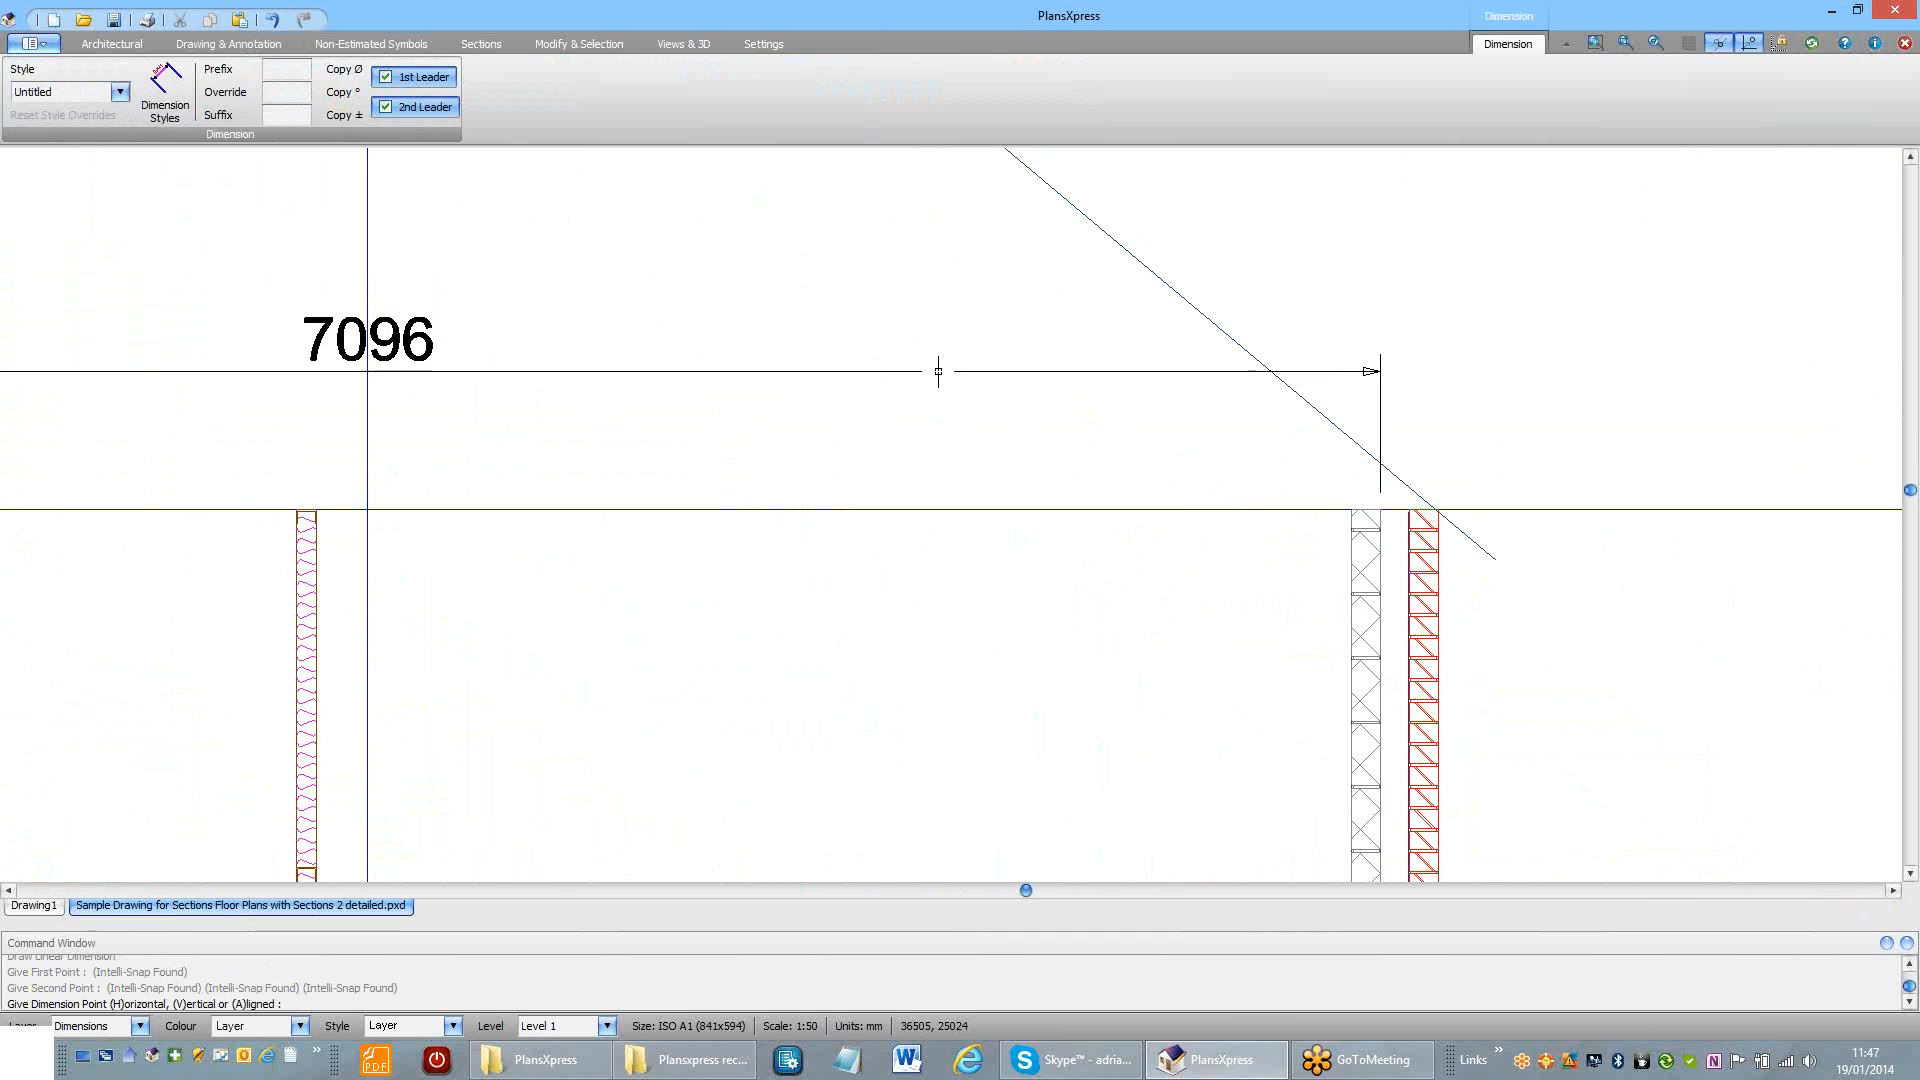 PlansXpress
Dimension
Architectural Drawing & Annotation Non-Estimated Symbols Sections Modify & Selection Views & 3D Settings Dimension
Style Prefix Copy Ø 1st Leader
Untitled Override Copy ° 2nd Leader
Reset Style Overrides Dimension Styles Suffix Copy ±
Dimension
7096
Drawing1 Sample Drawing for Sections Floor Plans with Sections 2 detailed.pxd
Command Window
Draw Linear Dimension
Give First Point : (Intelli-Snap Found)
Give Second Point : (Intelli-Snap Found) (Intelli-Snap Found) (Intelli-Snap Found)
Give Dimension Point (H)orizontal, (V)ertical or (A)ligned :
Layer Dimensions Colour Layer Style Layer Level Level 1 Size: ISO A1 (841x594) Scale: 1:50 Units: mm 36505, 25024
PDF PlansXpress Plansxpress rec... Skype™ - adria... PlansXpress GoToMeeting Links
11:47
19/01/2014